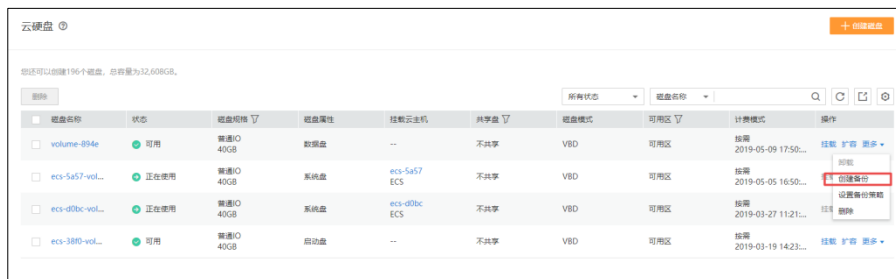 云硬盘
创建磁盘
您还可以创建196个磁盘，总容量为32,608GB。
删除
所有状态 磁盘名称
磁盘名称 状态 磁盘规格 磁盘属性 挂载云主机 共享盘 磁盘模式 可用区 计费模式 操作
volume-894e 可用 普通IO 40GB 数据盘 -- 不共享 VBD 可用区 按需 2019-05-09 17:50:... 挂载 扩容 更多
卸载
创建备份
设置备份策略
删除
ecs-5a57-vol... 正在使用 普通IO 40GB 系统盘 ecs-5a57 ECS 不共享 VBD 可用区 按需 2019-05-05 16:50:...
ecs-d0bc-vol... 正在使用 普通IO 40GB 系统盘 ecs-d0bc ECS 不共享 VBD 可用区 按需 2019-03-27 11:21:...
ecs-38f0-vol... 可用 普通IO 40GB 启动盘 -- 不共享 VBD 可用区 按需 2019-03-19 14:23:... 挂载 扩容 更多